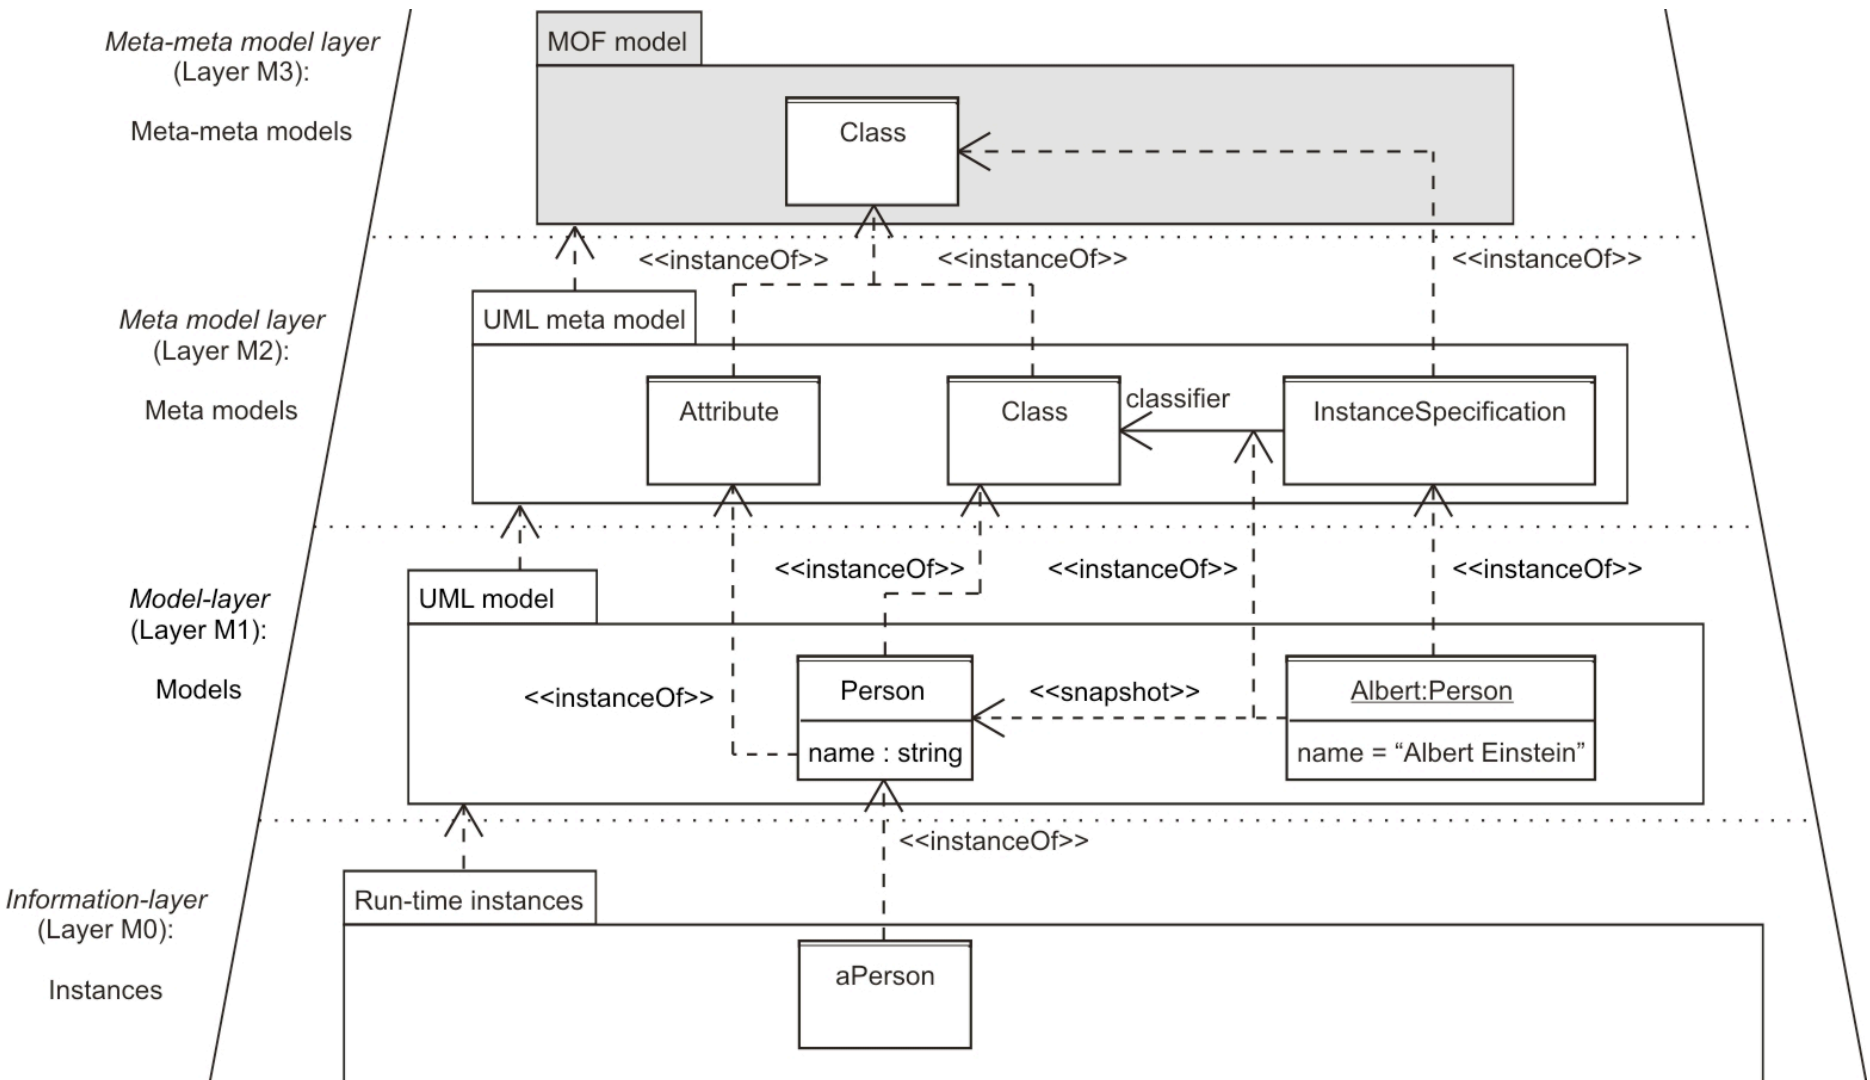 Meta-meta model layer
(Layer M3):
Meta-meta models
MOF model
Class
<<instanceOf>>
<<instanceOf>>
<<instanceOf>>
Meta model layer
(Layer M2):
Meta models
UML meta model
Attribute
Class
classifier
InstanceSpecification
<<instanceOf>>
<<instanceOf>>
<<instanceOf>>
Model-layer
(Layer M1):
Models
UML model
<<instanceOf>>
Person
name : string
<<snapshot>>
Albert:Person
name = “Albert Einstein”
<<instanceOf>>
Information-layer
(Layer M0):
Instances
Run-time instances
aPerson